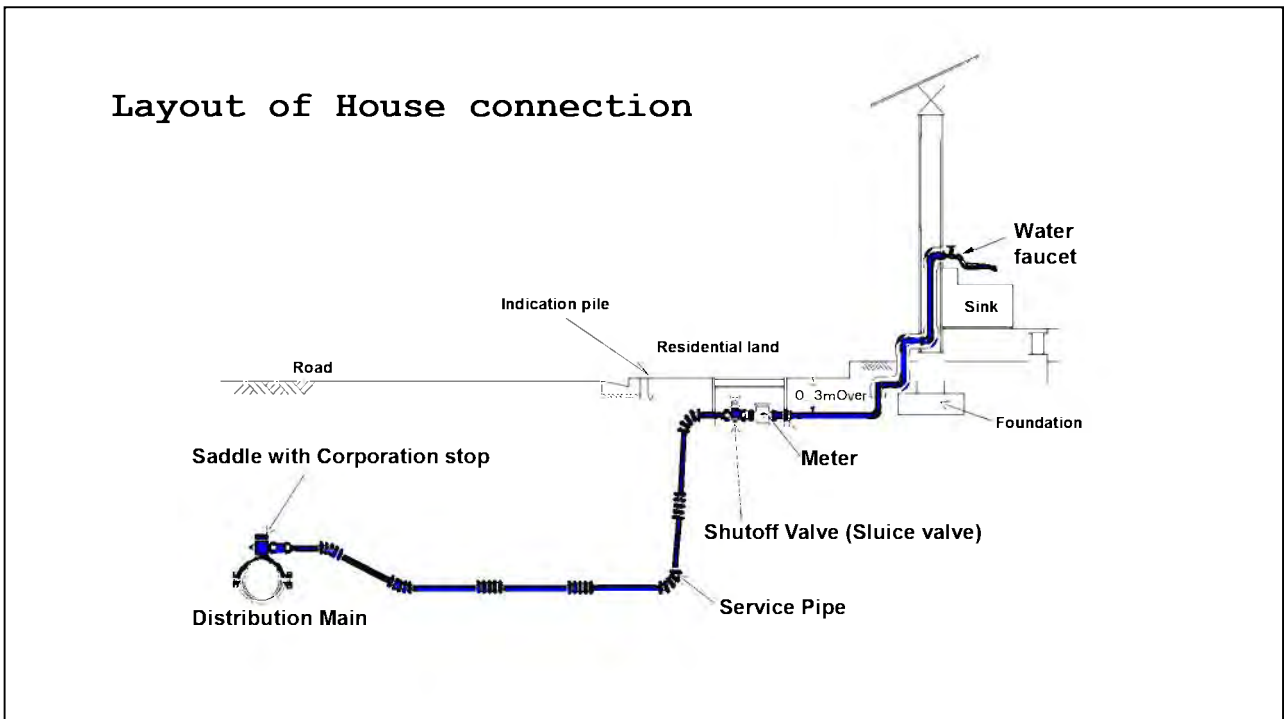 Layout of House connection
Water
faucet
Sink
Indication pile
Residential land
Road
0 3mOver
Foundation
Saddle with Corporation stop
Meter
Shutoff Valve (Sluice valve)
Service Pipe
Distribution Main